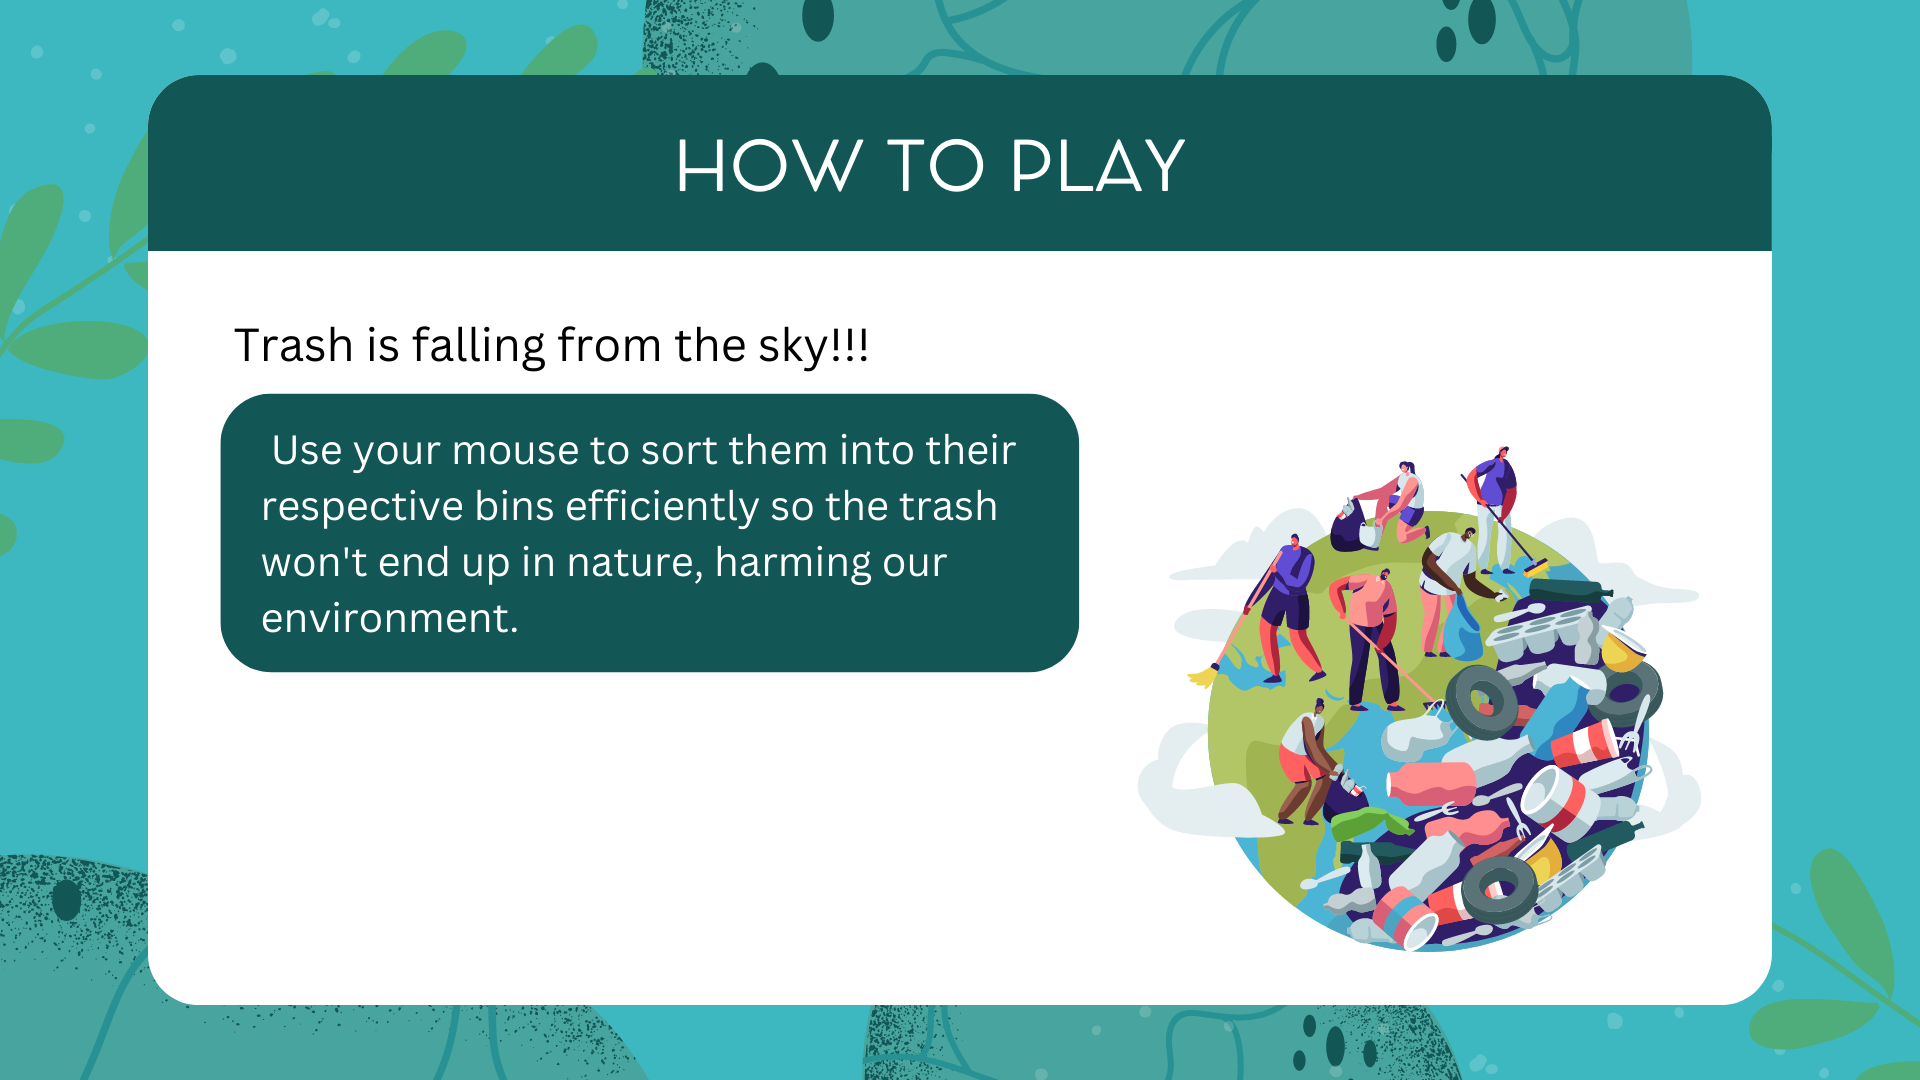 HOW TO PLAY
Trash is falling from the sky!!!
Use your mouse to sort them into their
respective bins efficiently so the trash
won't end up in nature, harming our
environment.